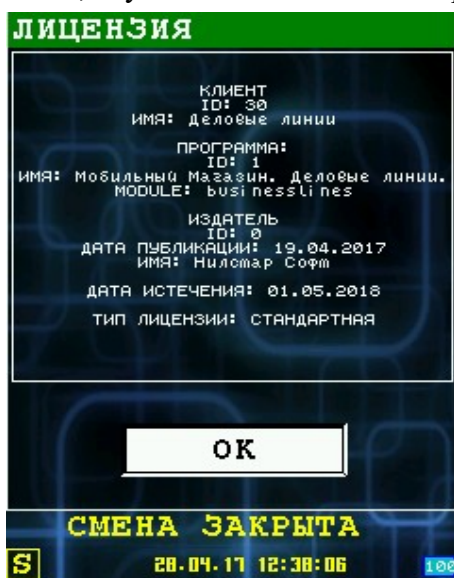 ЛИЦЕНЗИЯ
КЛИЕНТ
ID: 30
ИМЯ: Деловые линии
ПРОГРАММА:
ID: 1
ИМЯ: Мобильный Магазин. Деловые линии.
MODULE: businesslines
ИЗДАТЕЛЬ
ID: 0
ДАТА ПУБЛИКАЦИИ: 19.04.2017
ИМЯ: Нилстар Софт
ДАТА ИСТЕЧЕНИЯ: 01.05.2018
ТИП ЛИЦЕНЗИИ: СТАНДАРТНАЯ
OK
СМЕНА ЗАКРЫТА
S 28.04.17 12:38:06 100